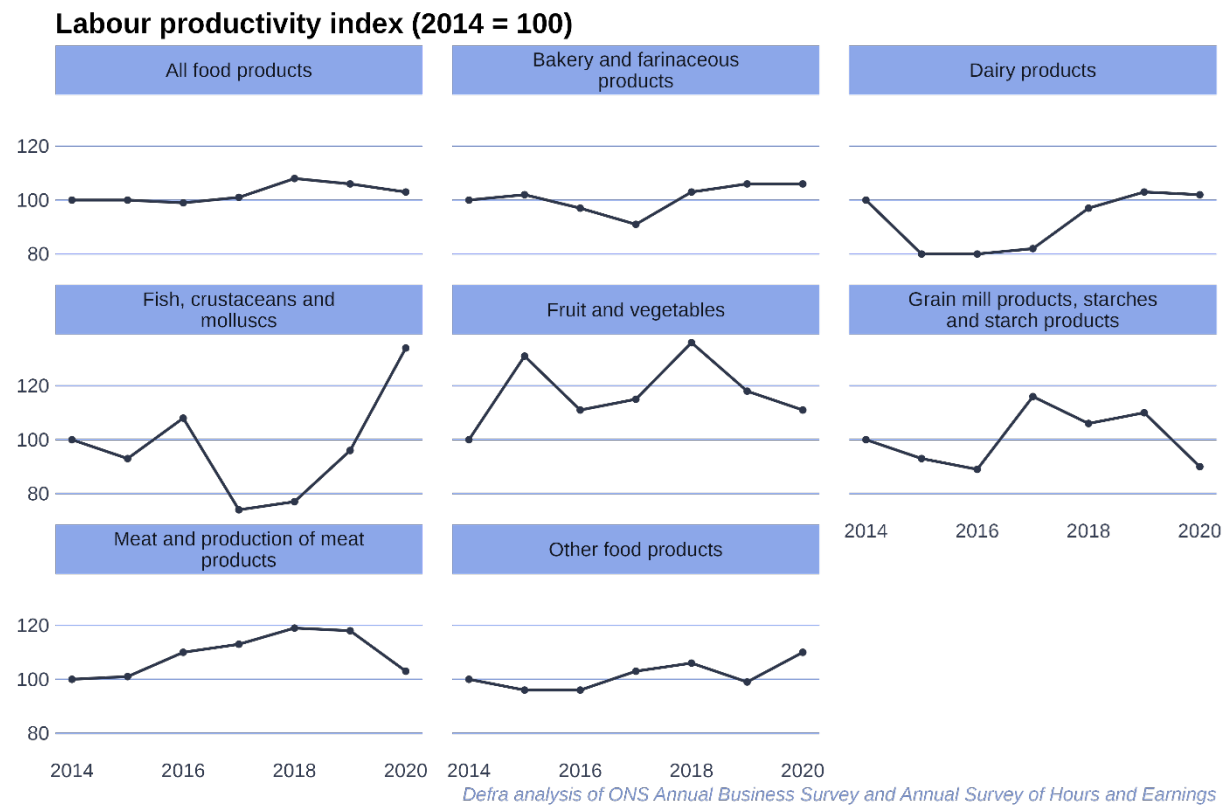 Labour productivity index (2014 = 100)
All food products
Bakery and farinaceous
products
Dairy products
120
100
80
Fish, crustaceans and
molluscs
Fruit and vegetables
Grain mill products, starches
and starch products
120
100
80
2014 2016 2018 2020
Meat and production of meat
products
Other food products
120
100
80
2014 2016 2018 2020 2014 2016 2018 2020
Defra analysis of ONS Annual Business Survey and Annual Survey of Hours and Earnings